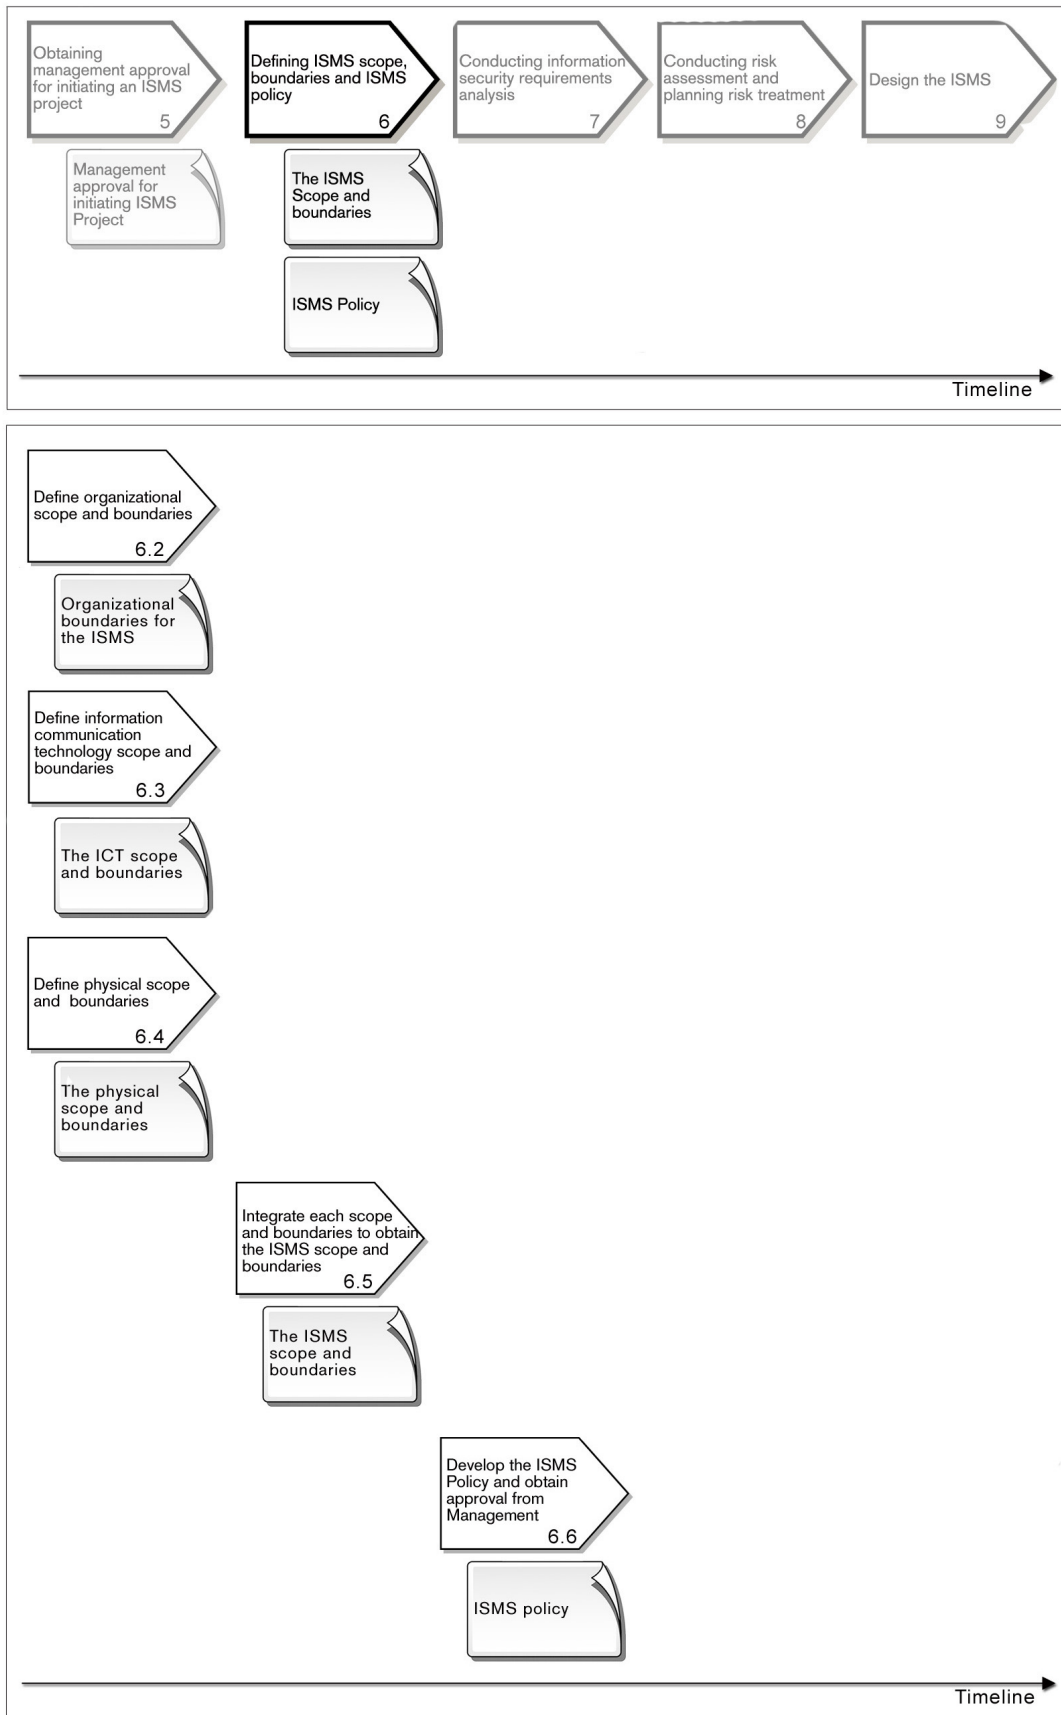 Obtaining
management approval
for initiating an ISMS
project
5
Defining ISMS scope,
boundaries and ISMS
policy
6
Conducting information
security requirements
analysis
7
Conducting risk
assessment and
planning risk treatment
8
Design the ISMS
9
Management
approval for
initiating ISMS
Project
The ISMS
Scope and
boundaries
ISMS Policy
Timeline
Define organizational
scope and boundaries
6.2
Organizational
boundaries for
the ISMS
Define information
communication
technology scope and
boundaries
6.3
The ICT scope
and boundaries
Define physical scope
and boundaries
6.4
The physical
scope and
boundaries
Integrate each scope
and boundaries to obtain
the ISMS scope and
boundaries
6.5
The ISMS
scope and
boundaries
Develop the ISMS
Policy and obtain
approval from
Management
6.6
ISMS policy
Timeline